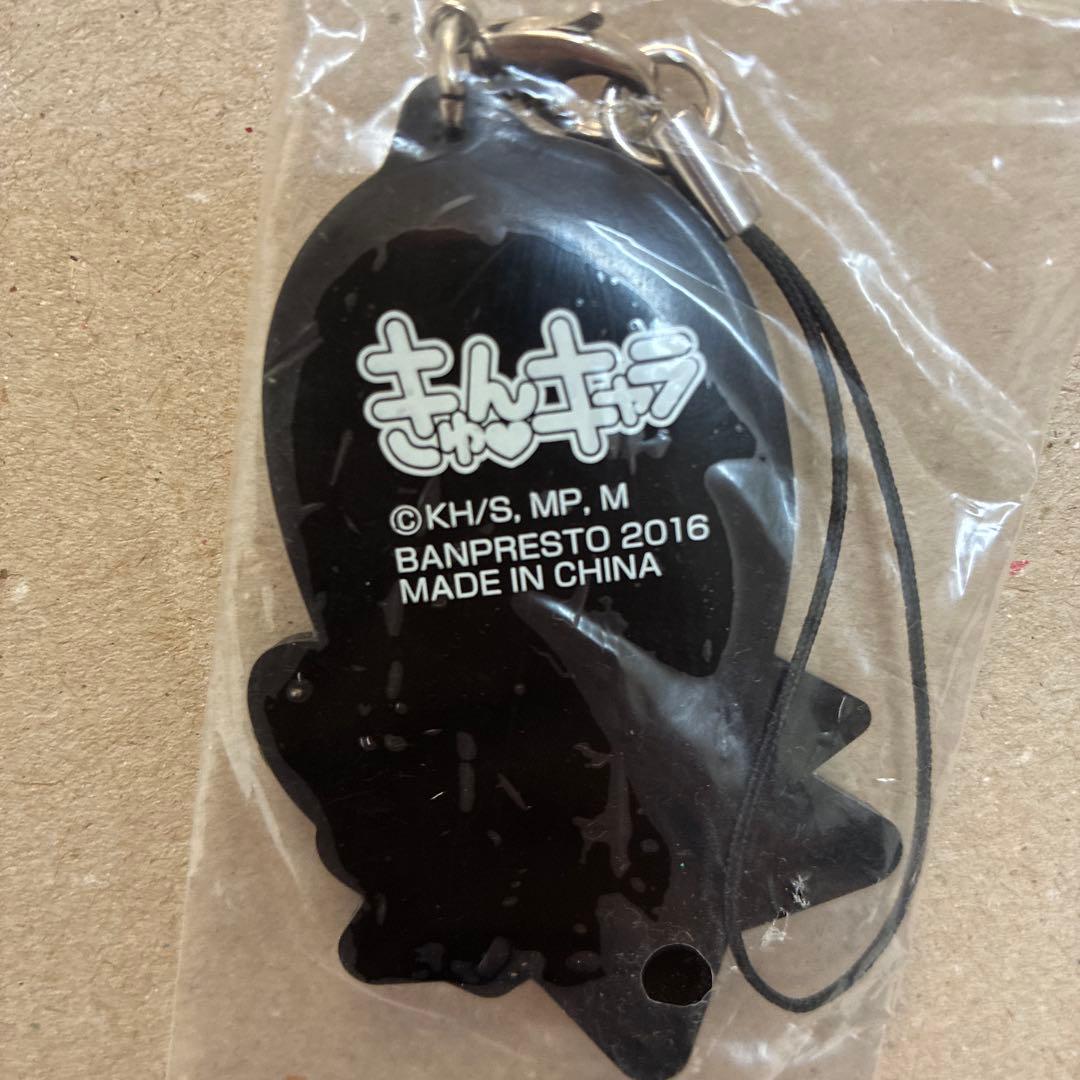 きゅんキャラ
©KH/S, MP, M
BANPRESTO 2016
MADE IN CHINA